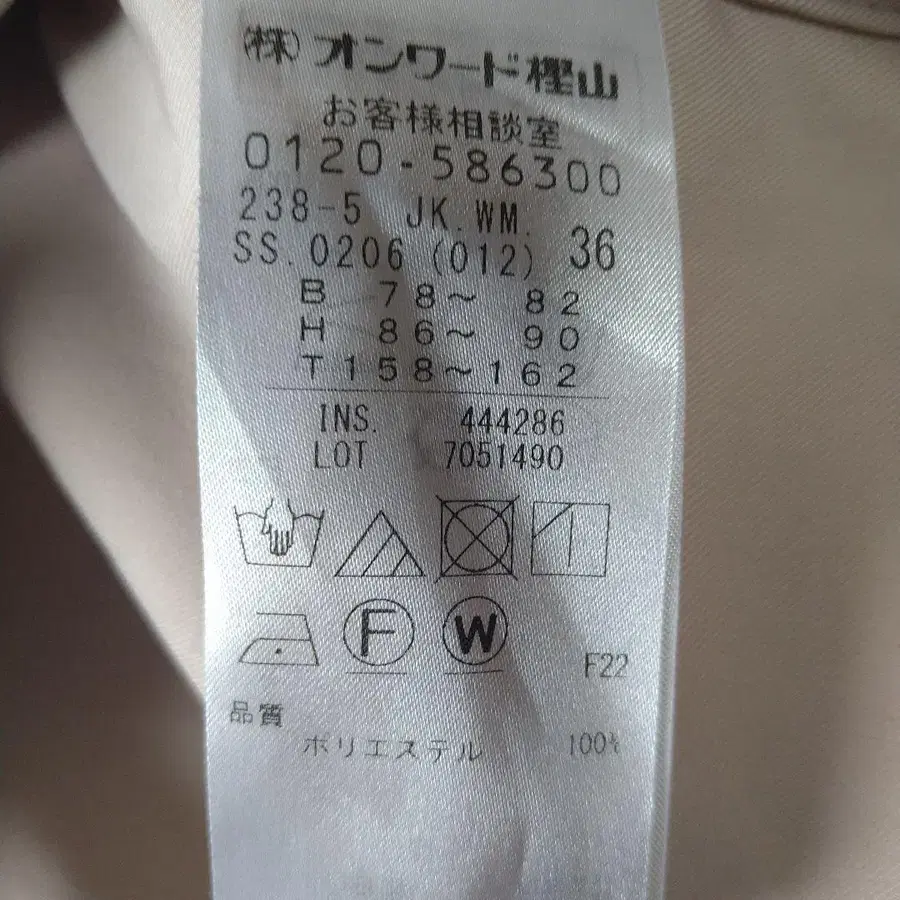 (株)オンワード樫山
お客様相談室
0120-586300
238-5 JK.WM.
SS.0206 (012) 36
B 78~ 82
H 86~ 90
T158~162
INS. 444286
LOT 7051490
F W
F22
品質
ポリエステル 100%